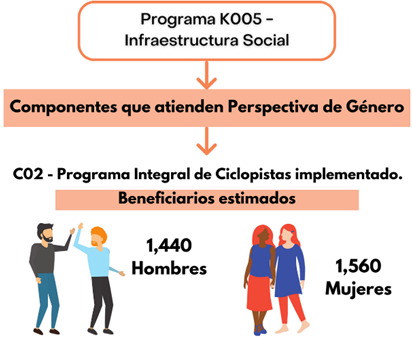 Programa K005 -
Infraestructura Social
Componentes que atienden Perspectiva de Género
C02 - Programa Integral de Ciclopistas implementado.
Beneficiarios estimados
1,440
Hombres
1,560
Mujeres